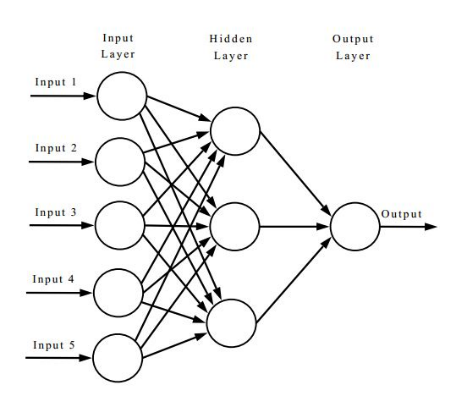 Input
Layer
Hidden
Layer
Output
Layer
Input 1
Input 2
Input 3
Output
Input 4
Input 5